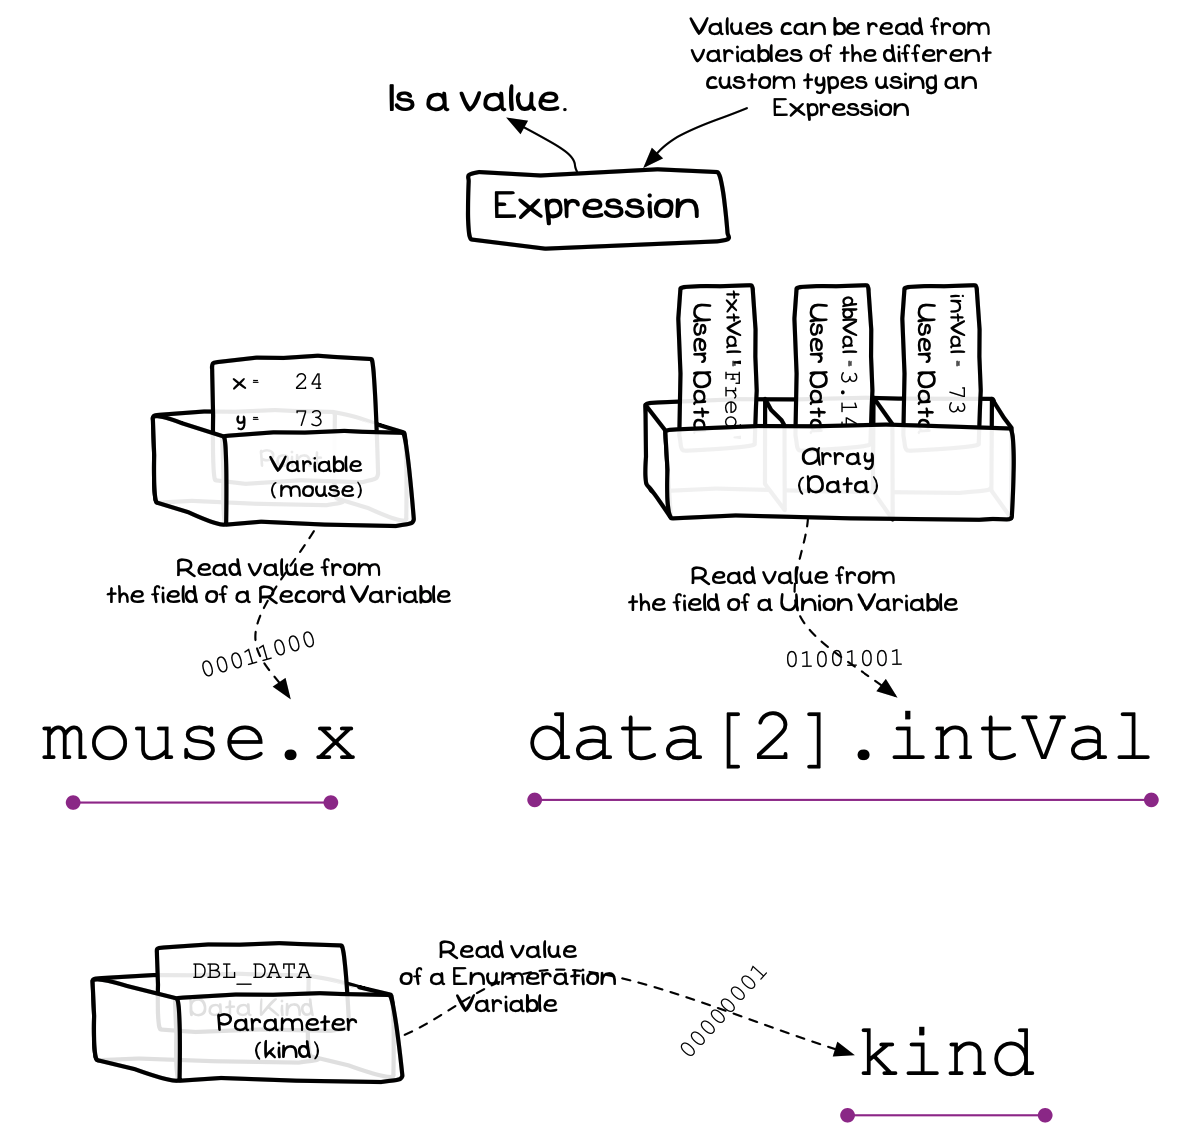 Values can be read from
variables of the different
custom types using an
Expression
Is a value.
Expression
txtVal "Fred"
User Data
dblVal = 3.14
User Data
intVal = 73
User Data
x = 24
y = 73
Point
Variable
(mouse)
Array
(Data)
Read value from
the field of a Record Variable
Read value from
the field of a Union Variable
00011000
01001001
mouse.x
data[2].intVal
DBL_DATA
Data Kind
Parameter
(kind)
Read value
of a Enumeration
Variable
00000001
kind